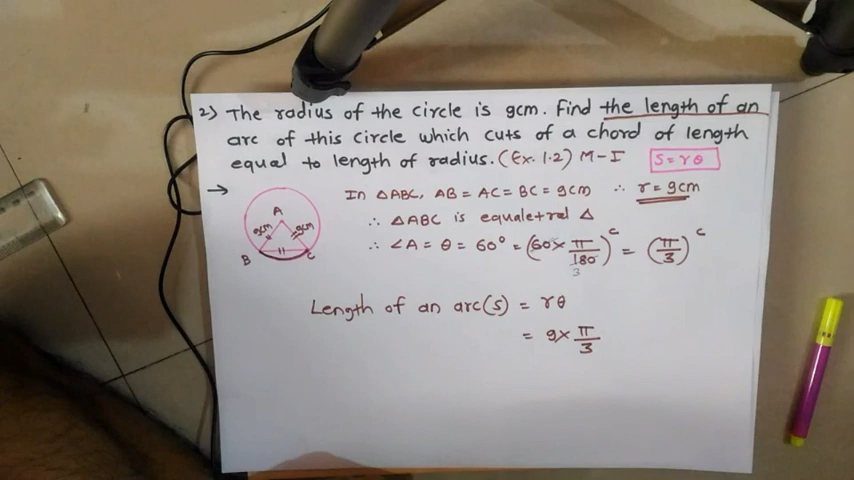 2) The radius of the circle is 9cm. Find the length of an
arc of this circle which cuts of a chord of length
equal to length of radius. (Ex. 1.2) M-I S=rθ
→ In △ABC, AB = AC = BC = 9cm ∴ r = 9cm
A
9cm 9cm
B C
∴ △ABC is equaletral △
∴ ∠A = θ = 60° = (60 × π/180)ᶜ = (π/3)ᶜ
3
Length of an arc(S) = rθ
= 9 × π/3